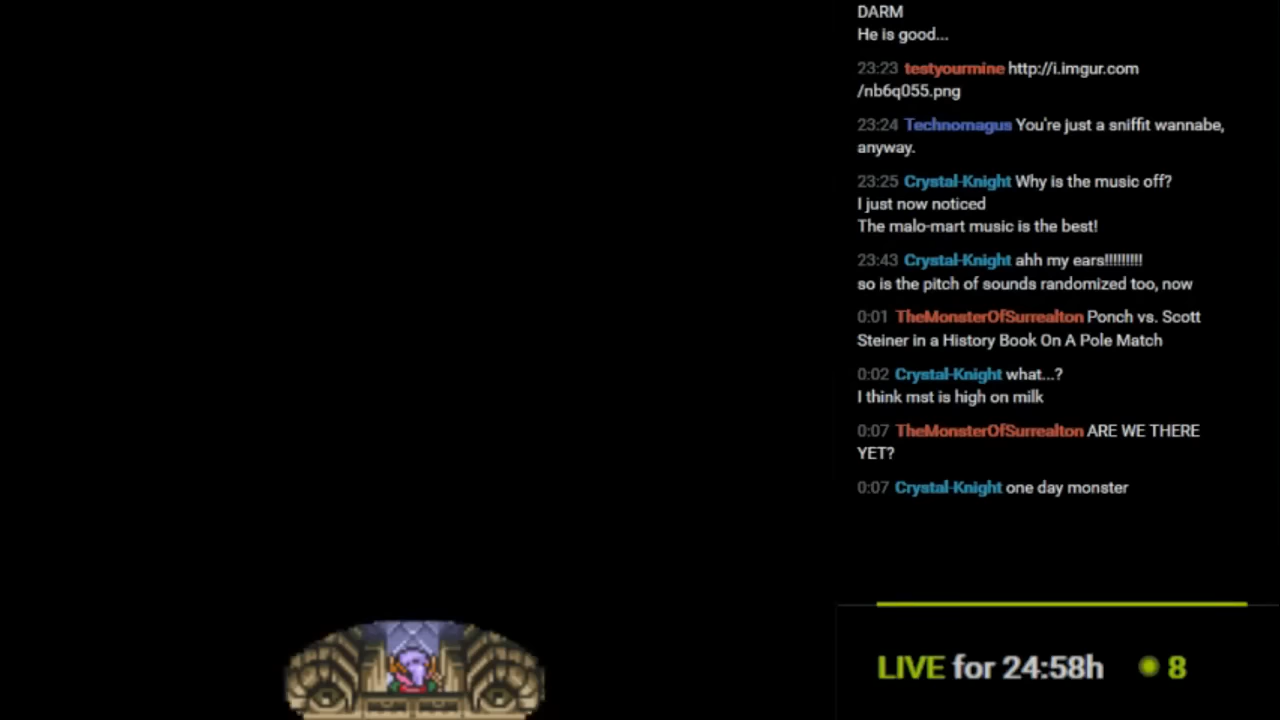 DARM
He is good...
23:23 testyourmine http://i.imgur.com
/nb6q055.png
23:24 Technomagus You're just a sniffit wannabe,
anyway.
23:25 Crystal-Knight Why is the music off?
I just now noticed
The malo-mart music is the best!
23:43 Crystal-Knight ahh my ears!!!!!!!!!
so is the pitch of sounds randomized too, now
0:01 TheMonsterOfSurrealton Ponch vs. Scott
Steiner in a History Book On A Pole Match
0:02 Crystal-Knight what...?
I think mst is high on milk
0:07 TheMonsterOfSurrealton ARE WE THERE
YET?
0:07 Crystal-Knight one day monster
LIVE for 24:58h 8